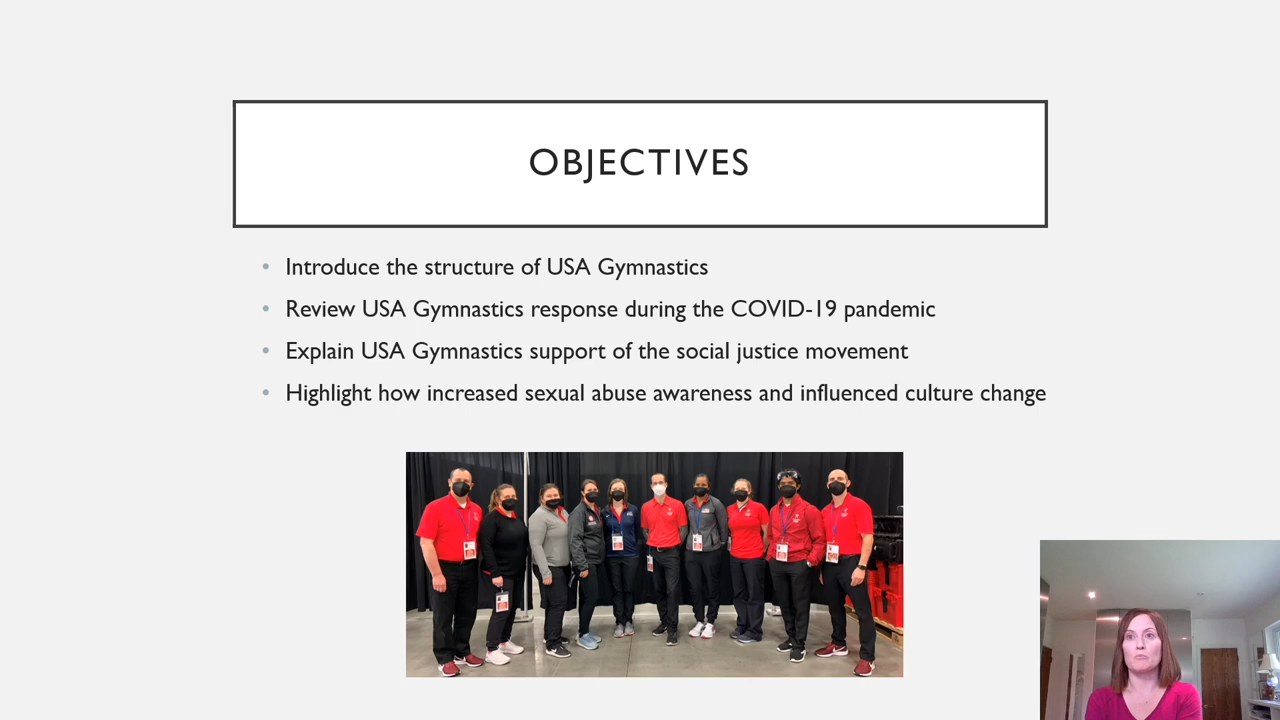 OBJECTIVES
• Introduce the structure of USA Gymnastics
• Review USA Gymnastics response during the COVID-19 pandemic
• Explain USA Gymnastics support of the social justice movement
• Highlight how increased sexual abuse awareness and influenced culture change